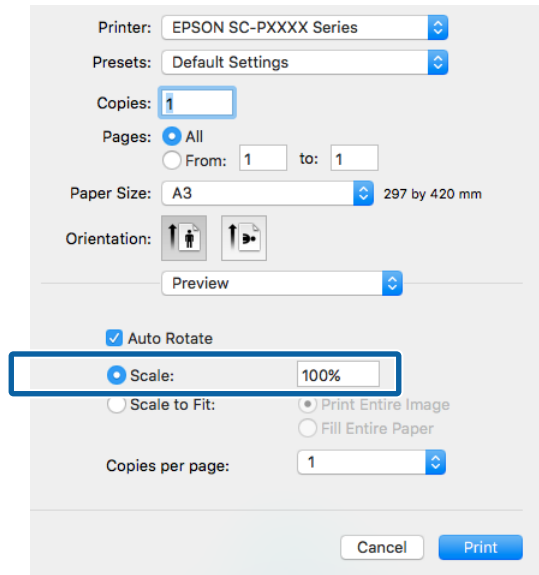 Printer: EPSON SC-PXXXX Series
Presets: Default Settings
Copies: 1
Pages: All
From: 1 to: 1
Paper Size: A3 297 by 420 mm
Orientation:
Preview
Auto Rotate
Scale: 100%
Scale to Fit: Print Entire Image
Fill Entire Paper
Copies per page: 1
Cancel Print